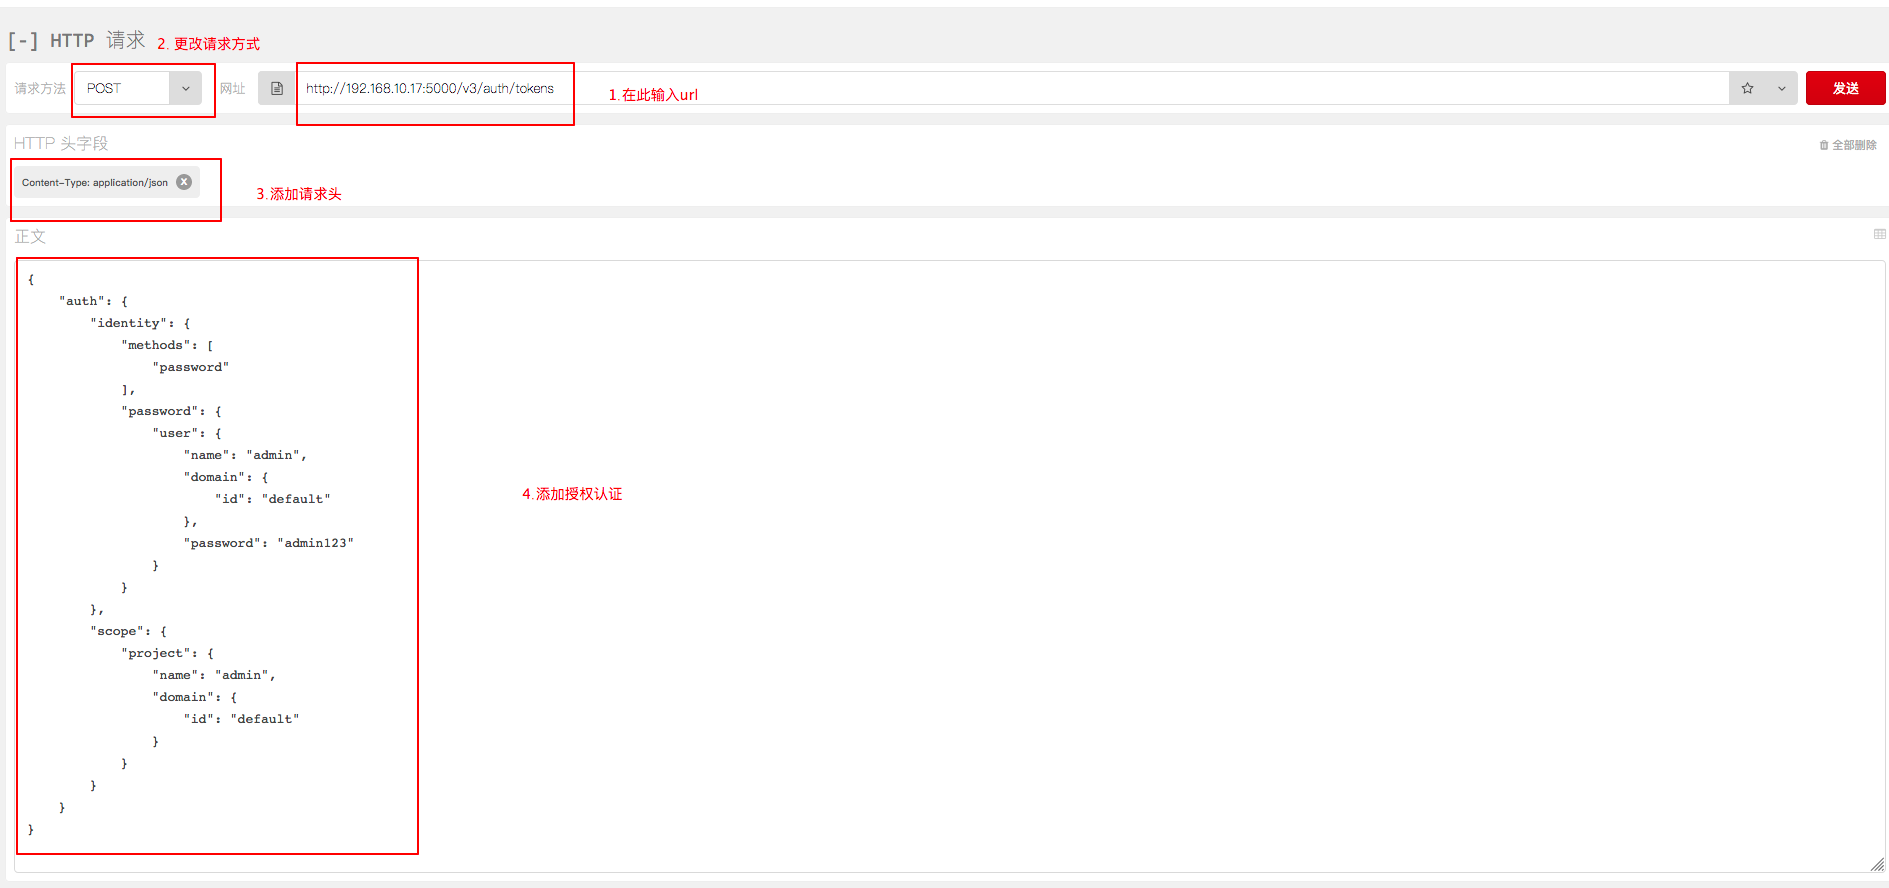 [-] HTTP 请求 2. 更改请求方式
请求方法 POST 网址 http://192.168.10.17:5000/v3/auth/tokens 1.在此输入url 发送
HTTP 头字段 全部删除
Content-Type: application/json X 3.添加请求头
正文
{
"auth": {
"identity": {
"methods": [
"password"
],
"password": {
"user": {
"name": "admin",
"domain": {
"id": "default"
},
"password": "admin123"
}
}
},
"scope": {
"project": {
"name": "admin",
"domain": {
"id": "default"
}
}
}
}
}
4.添加授权认证